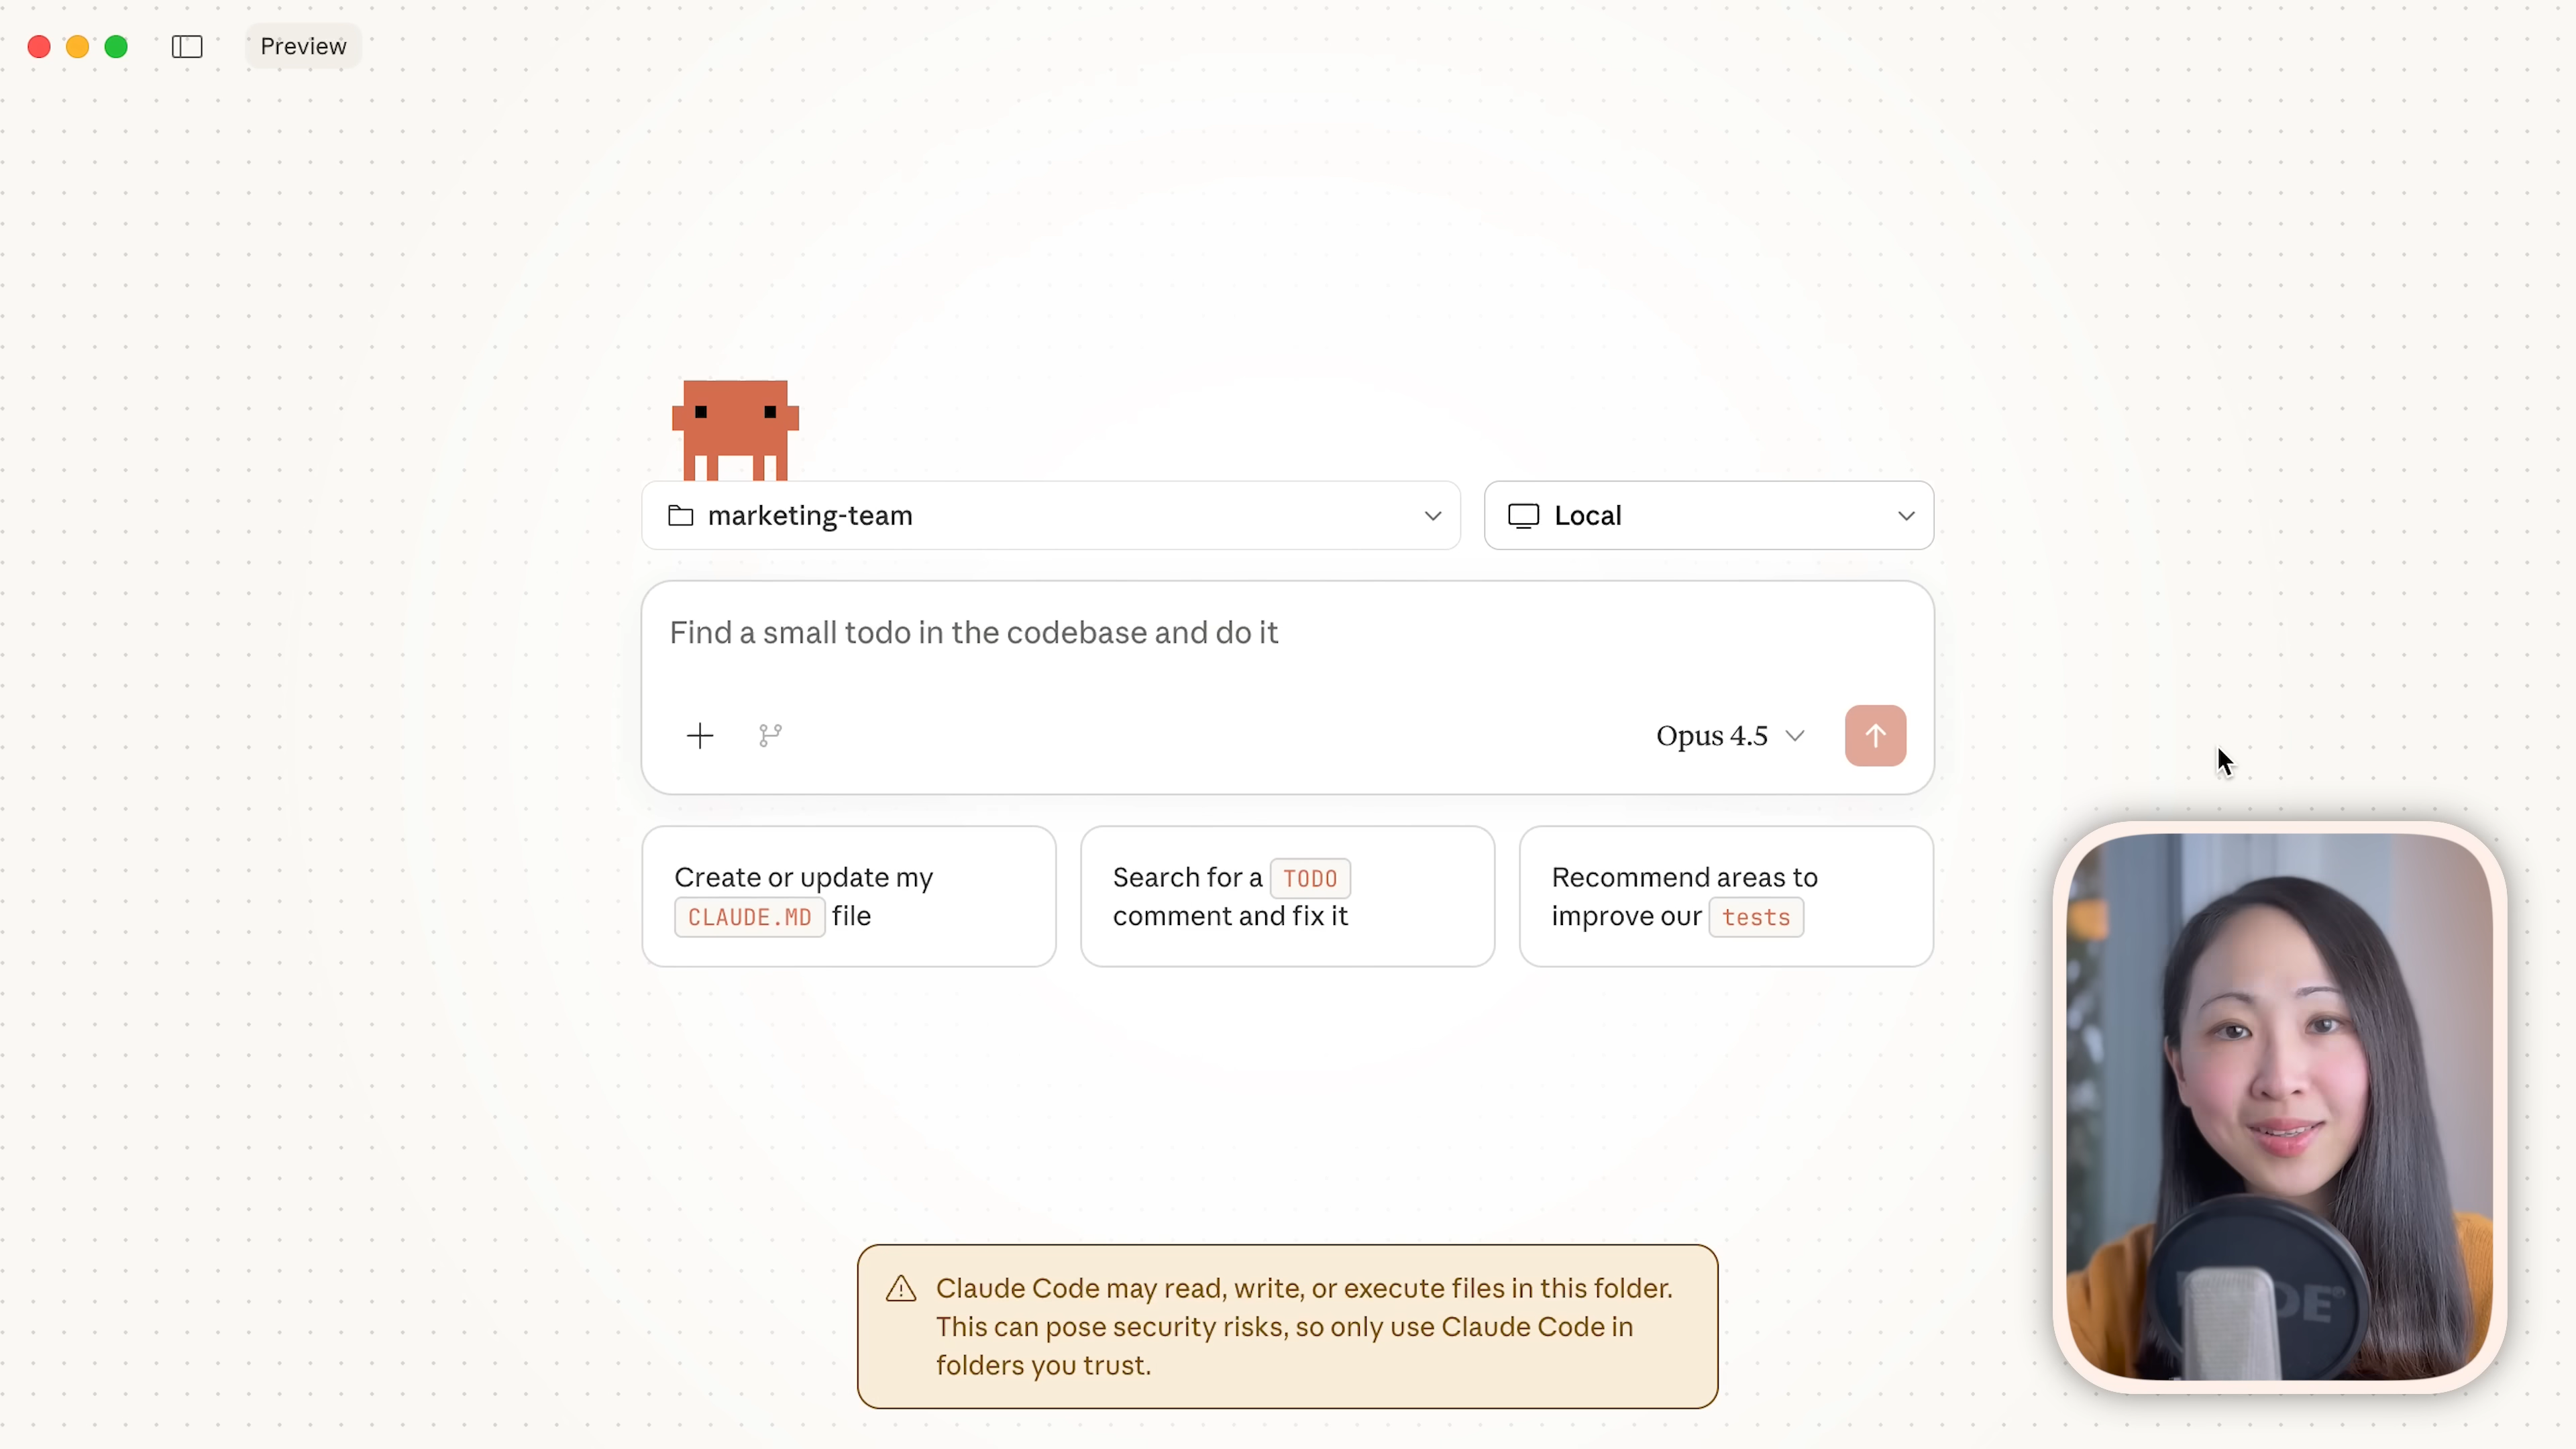 Preview
marketing-team
Local
Find a small todo in the codebase and do it
Opus 4.5
Create or update my
CLAUDE.MD file
Search for a TODO
comment and fix it
Recommend areas to
improve our tests
Claude Code may read, write, or execute files in this folder.
This can pose security risks, so only use Claude Code in
folders you trust.